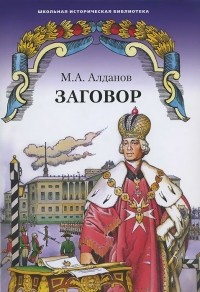 ШКОЛЬНАЯ ИСТОРИЧЕСКАЯ БИБЛИОТЕКА
М.А. Алданов
ЗАГОВОР